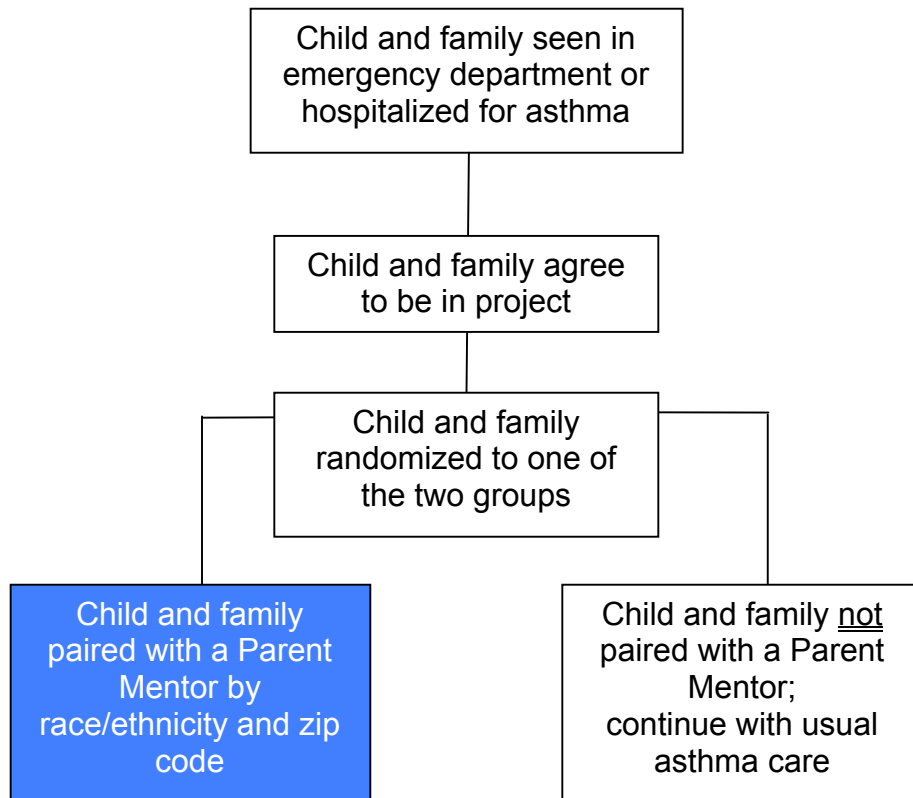 Child and family seen in
emergency department or
hospitalized for asthma
Child and family agree
to be in project
Child and family
randomized to one of
the two groups
Child and family
paired with a Parent
Mentor by
race/ethnicity and zip
code
Child and family not
paired with a Parent
Mentor;
continue with usual
asthma care